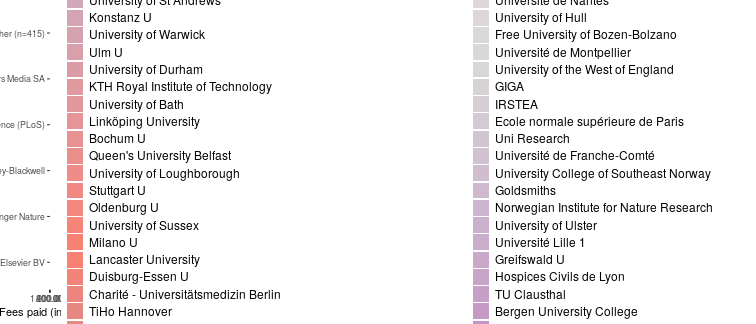 University of St Andrews
Konstanz U
University of Warwick
Ulm U
University of Durham
KTH Royal Institute of Technology
University of Bath
Linköping University
Bochum U
Queen's University Belfast
University of Loughborough
Stuttgart U
Oldenburg U
University of Sussex
Milano U
Lancaster University
Duisburg-Essen U
Charité - Universitätsmedizin Berlin
TiHo Hannover
Université de Nantes
University of Hull
Free University of Bozen-Bolzano
Université de Montpellier
University of the West of England
GIGA
IRSTEA
Ecole normale supérieure de Paris
Uni Research
Université de Franche-Comté
University College of Southeast Norway
Goldsmiths
Norwegian Institute for Nature Research
University of Ulster
Université Lille 1
Greifswald U
Hospices Civils de Lyon
TU Clausthal
Bergen University College
her (n=415)
rs Media SA
ence (PLoS)
ey-Blackwell
nger Nature
Elsevier BV
Fees paid (in